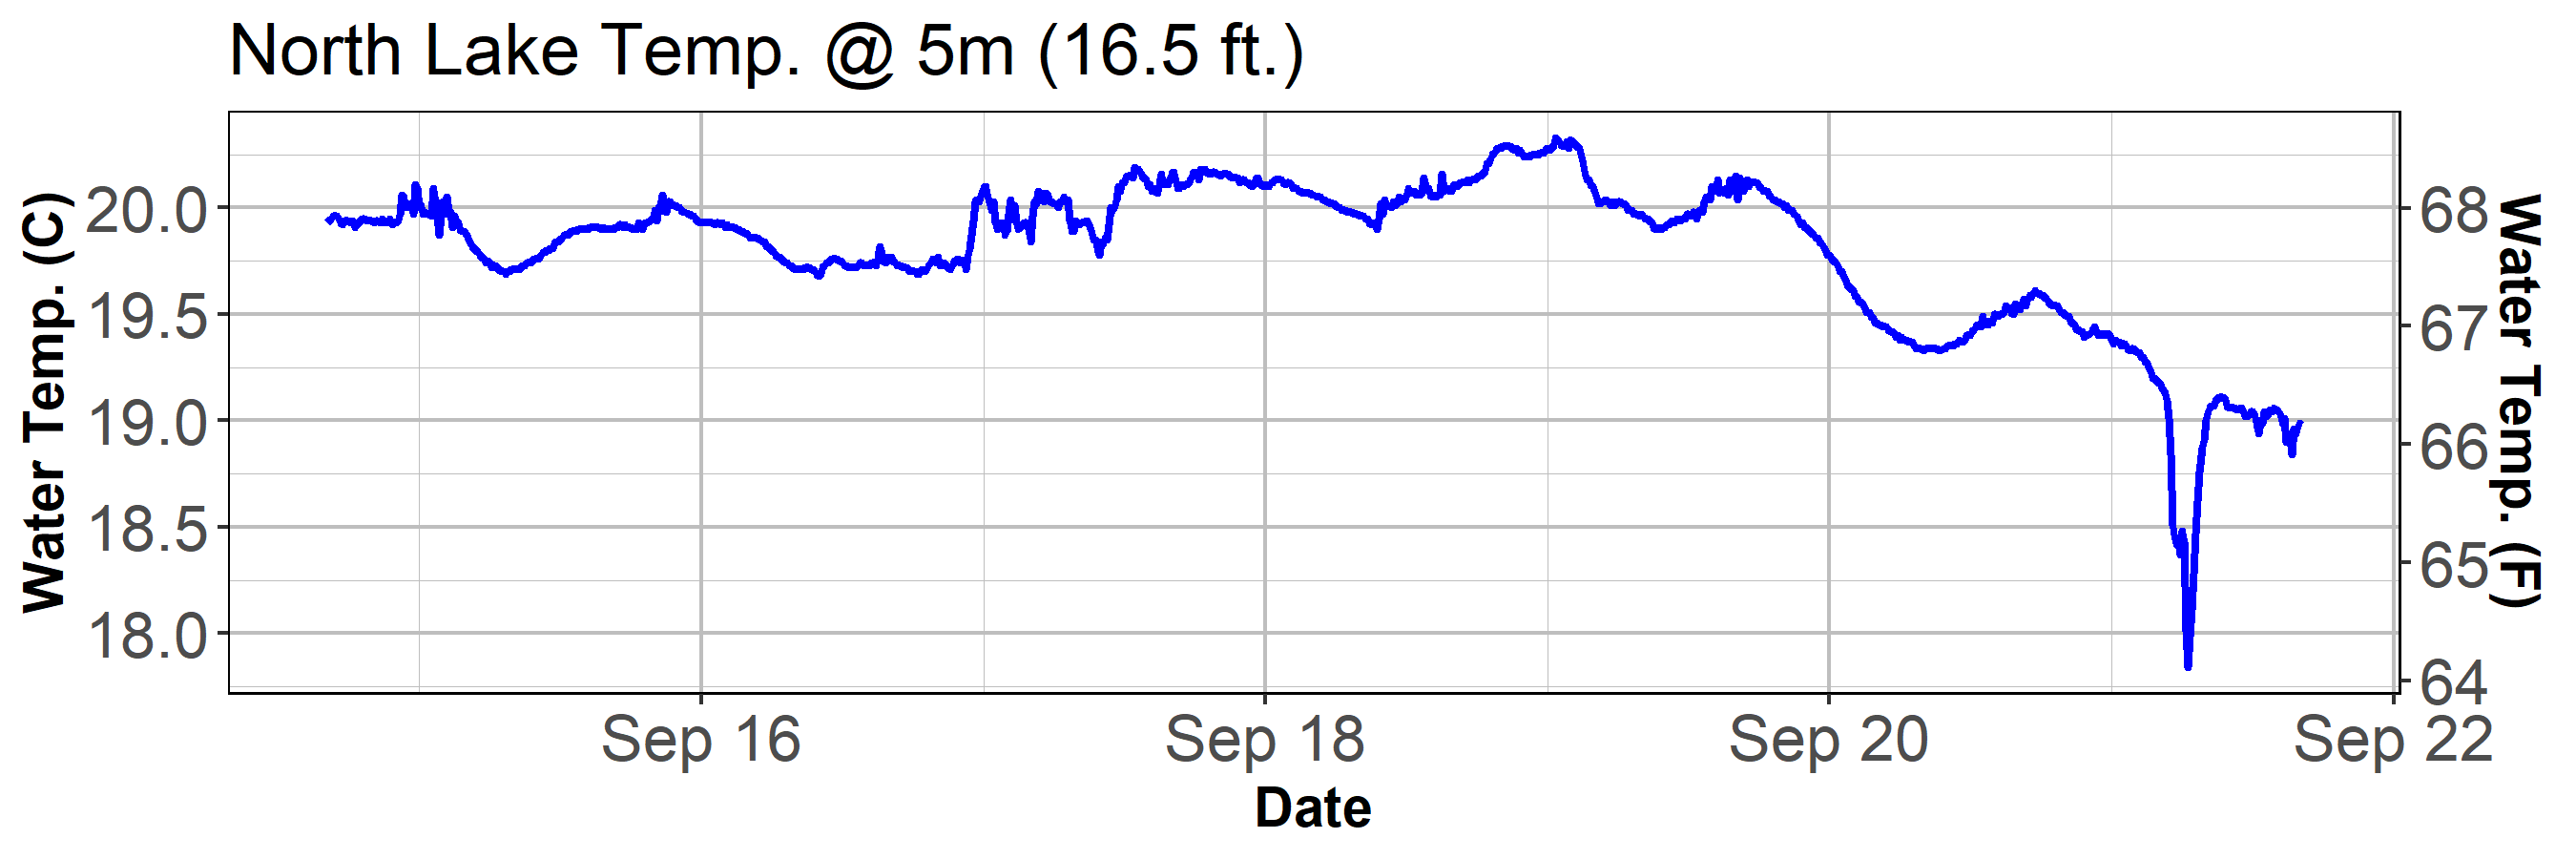 North Lake Temp. @ 5m (16.5 ft.)
Water Temp. (C)
20.0
19.5
19.0
18.5
18.0
68
67
66
65
64
Water Temp. (F)
Sep 16
Sep 18
Sep 20
Sep 22
Date